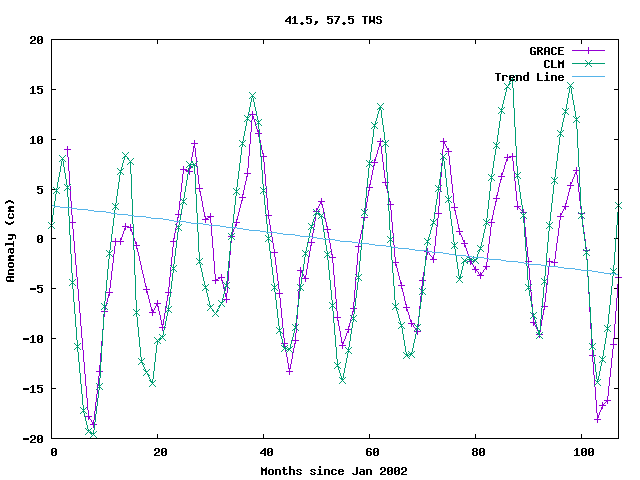 41.5, 57.5 TWS
20
GRACE
CLM
Trend Line
15
10
5
0
-5
-10
-15
-20
Anomaly (cm)
0 20 40 60 80 100
Months since Jan 2002